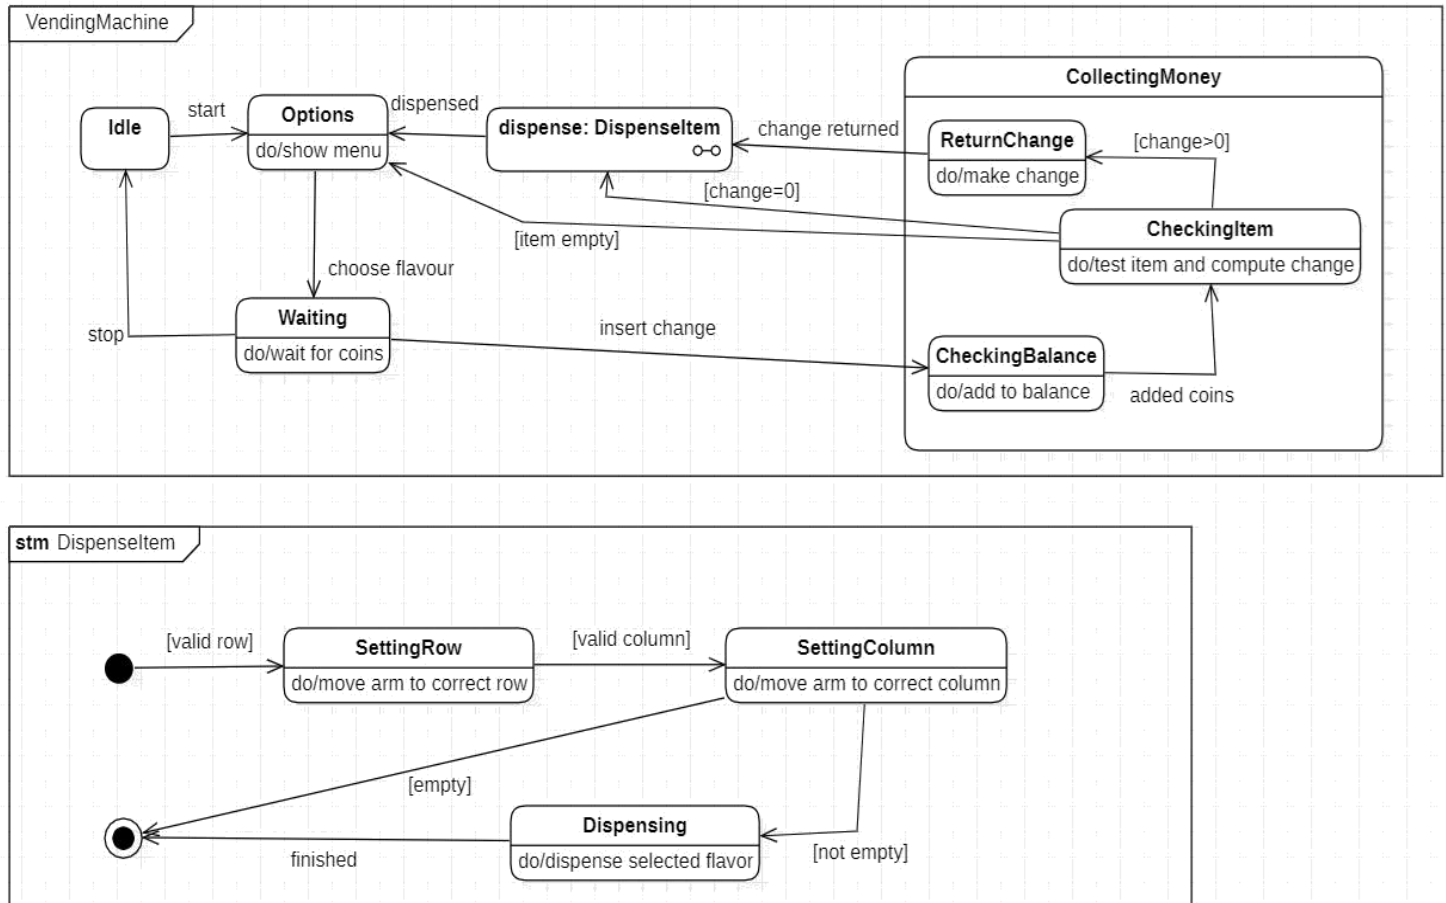 VendingMachine
CollectingMoney
Idle
start
Options
do/show menu
dispensed
dispense: DispenseItem
change returned
ReturnChange
do/make change
[change>0]
[change=0]
[item empty]
CheckingItem
do/test item and compute change
choose flavour
Waiting
do/wait for coins
stop
insert change
CheckingBalance
do/add to balance
added coins
stm DispenseItem
[valid row]
SettingRow
do/move arm to correct row
[valid column]
SettingColumn
do/move arm to correct column
[empty]
Dispensing
do/dispense selected flavor
finished
[not empty]